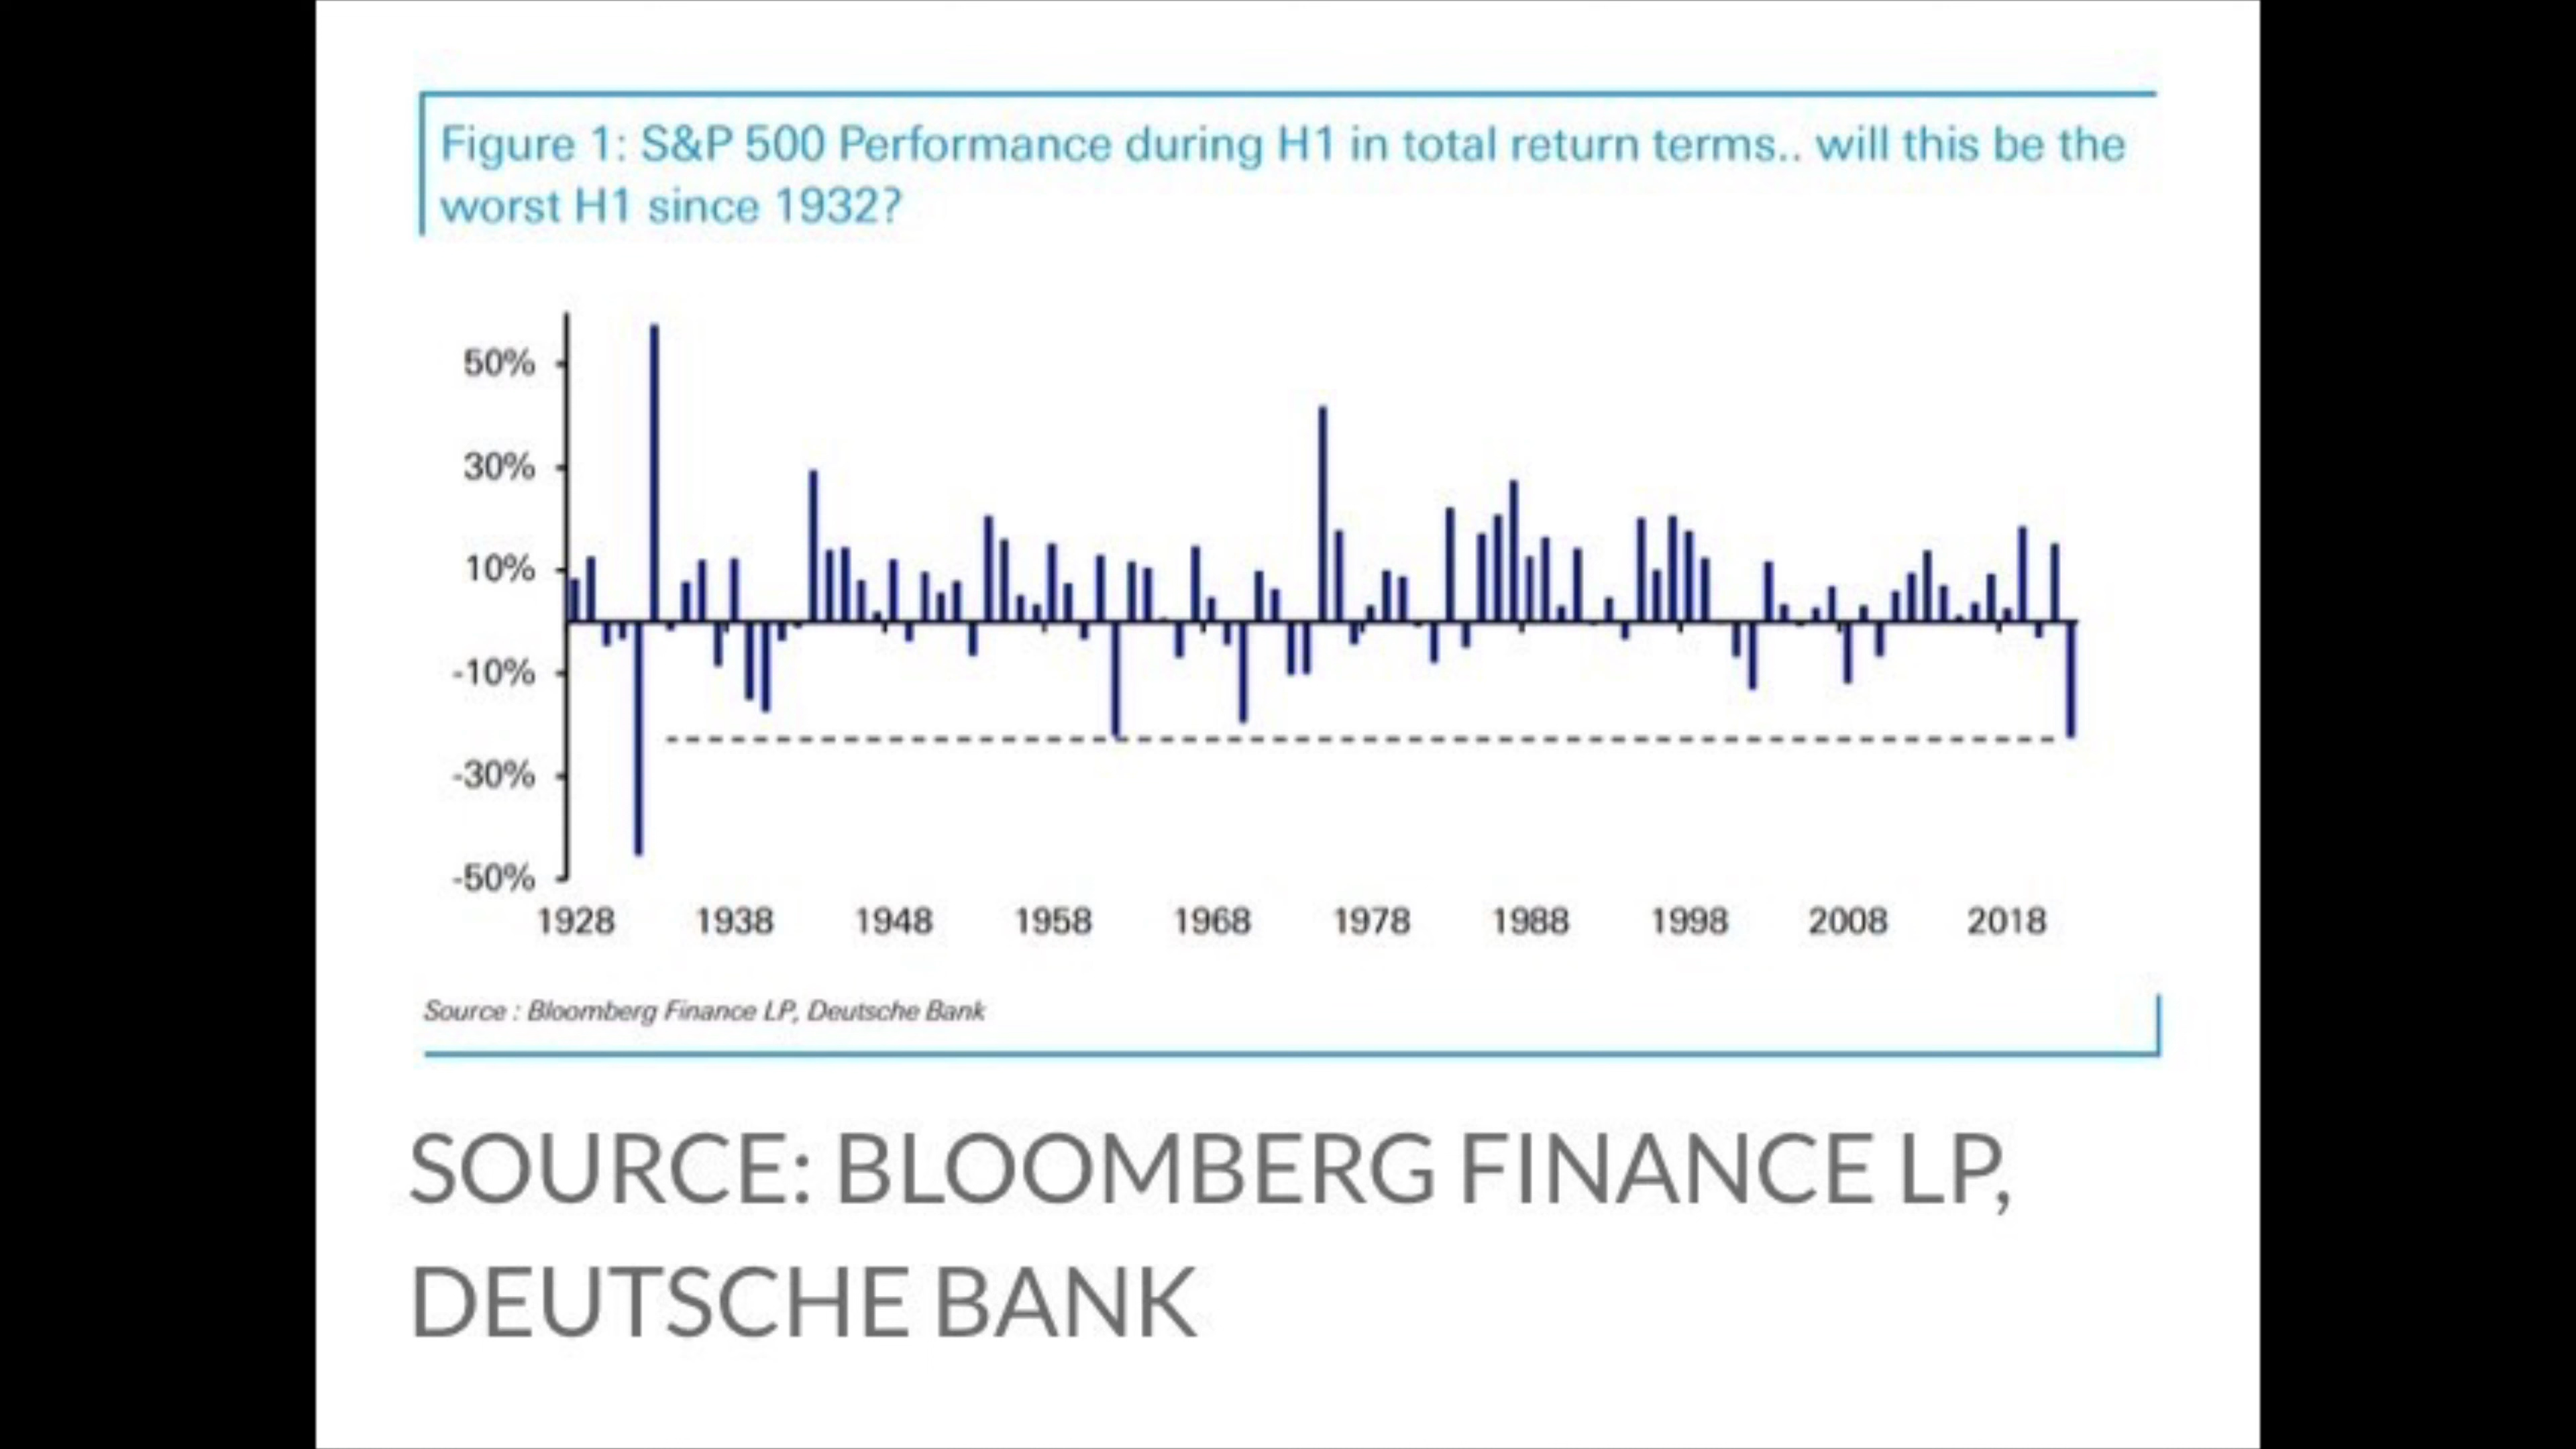 Figure 1: S&P 500 Performance during H1 in total return terms.. will this be the
worst H1 since 1932?
50%
30%
10%
-10%
-30%
-50%
1928 1938 1948 1958 1968 1978 1988 1998 2008 2018
Source : Bloomberg Finance LP, Deutsche Bank
SOURCE: BLOOMBERG FINANCE LP,
DEUTSCHE BANK